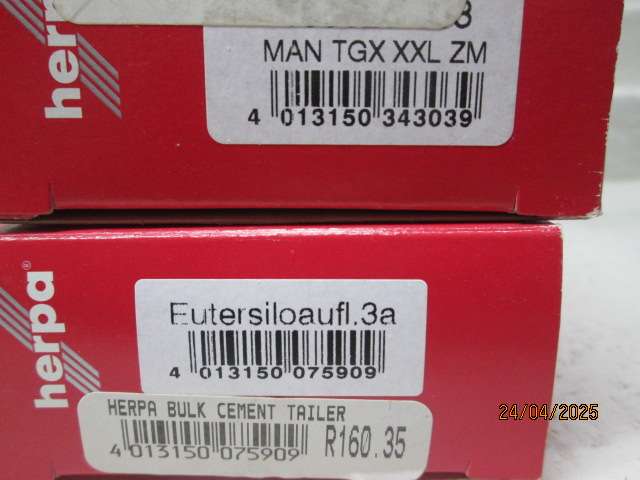 herpa
MAN TGX XXL ZM
4 013150 343039
herpa
Eutersiloaufl.3a
4 013150 075909
HERPA BULK CEMENT TAILER
4 013150 075909
R160.35
24/04/2025